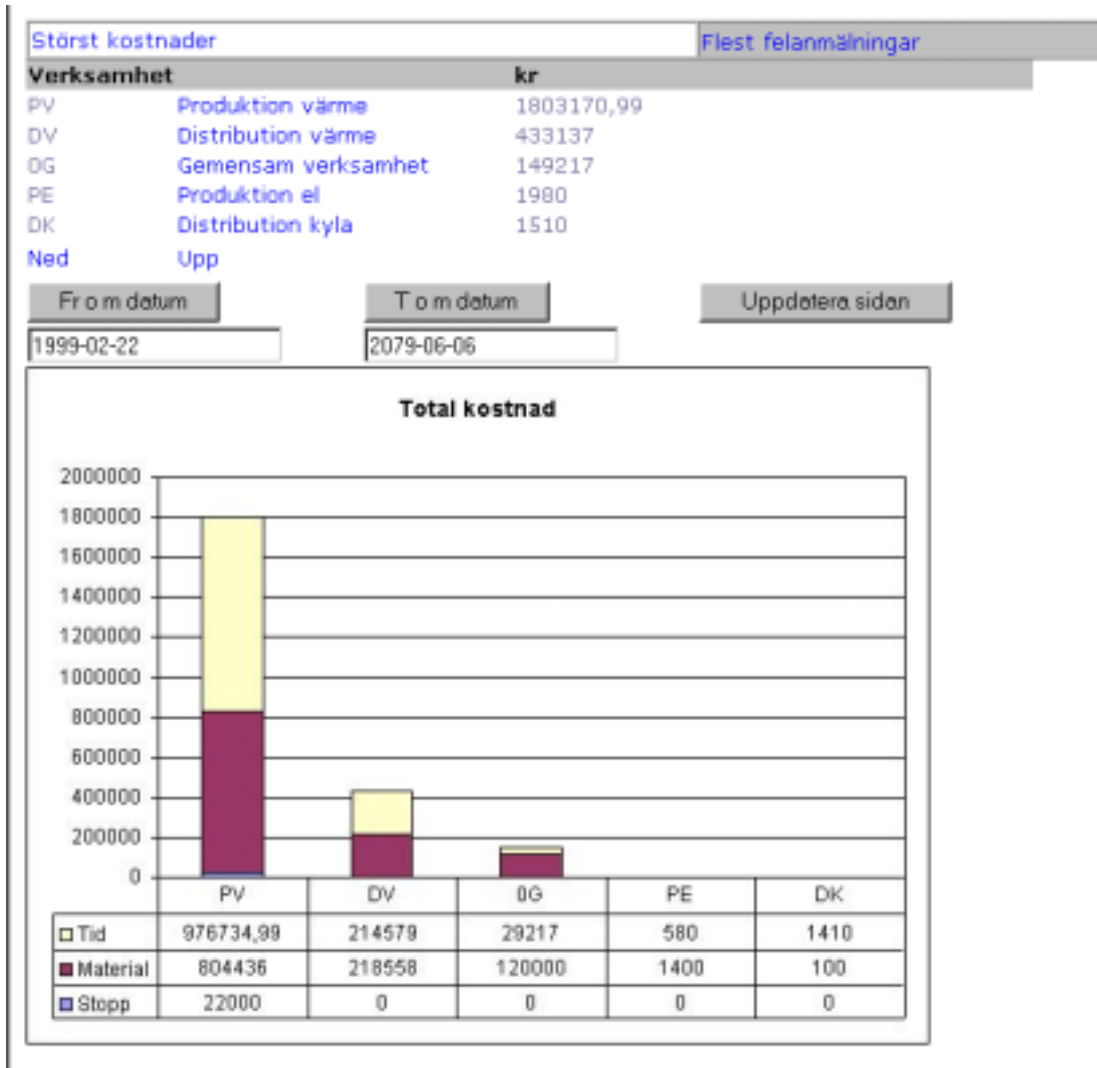 Störst kostnader Flest felanmälningar
Verksamhet kr
PV Produktion värme 1803170,99
DV Distribution värme 433137
0G Gemensam verksamhet 149217
PE Produktion el 1980
DK Distribution kyla 1510
Ned Upp
Fr o m datum T o m datum Uppdatera sidan
1999-02-22 2079-06-06
Total kostnad
2000000
1800000
1600000
1400000
1200000
1000000
800000
600000
400000
200000
0
PV DV 0G PE DK
Tid 976734,99 214579 29217 580 1410
Material 804436 218558 120000 1400 100
Stopp 22000 0 0 0 0